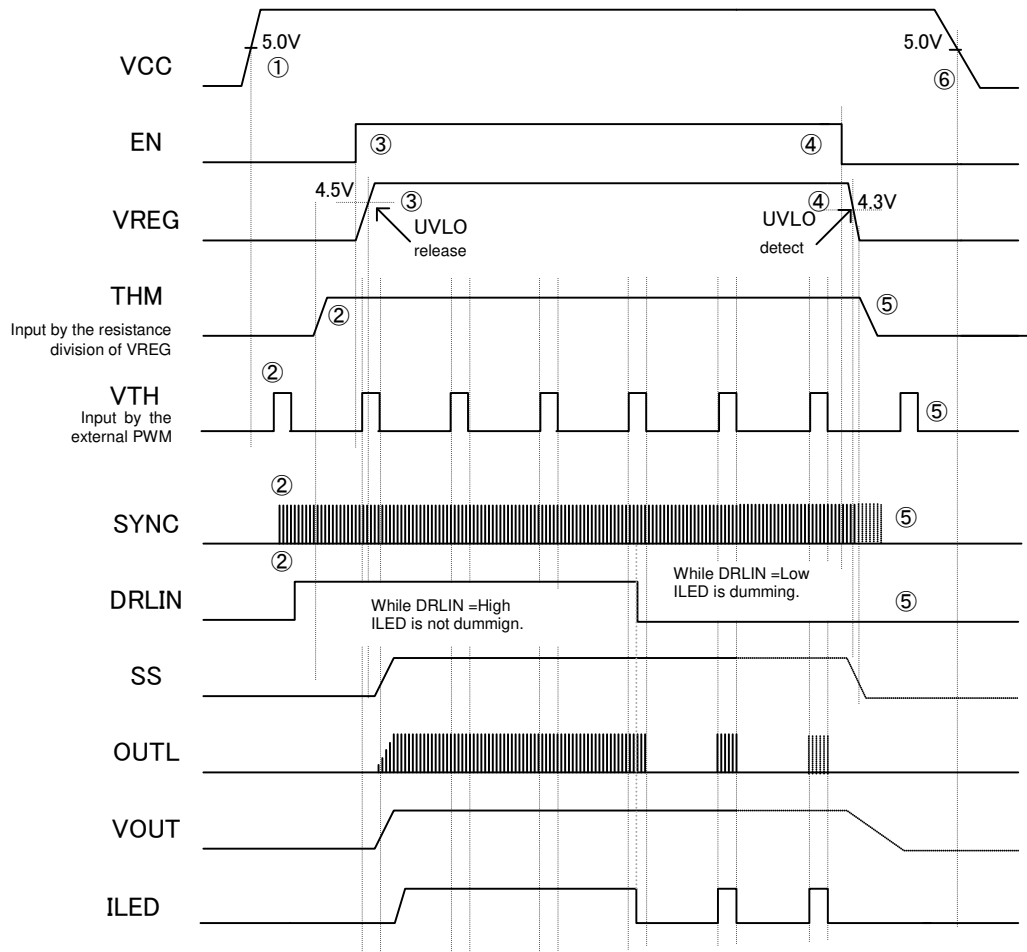 5.0V
5.0V
VCC
①
⑥
EN
③
④
4.5V
③
④
4.3V
VREG
UVLO
release
UVLO
detect
THM
②
⑤
Input by the resistance
division of VREG
②
VTH
⑤
Input by the
external PWM
②
SYNC
⑤
②
While DRLIN =Low
ILED is dumming.
DRLIN
While DRLIN =High
ILED is not dummign.
⑤
SS
OUTL
VOUT
ILED